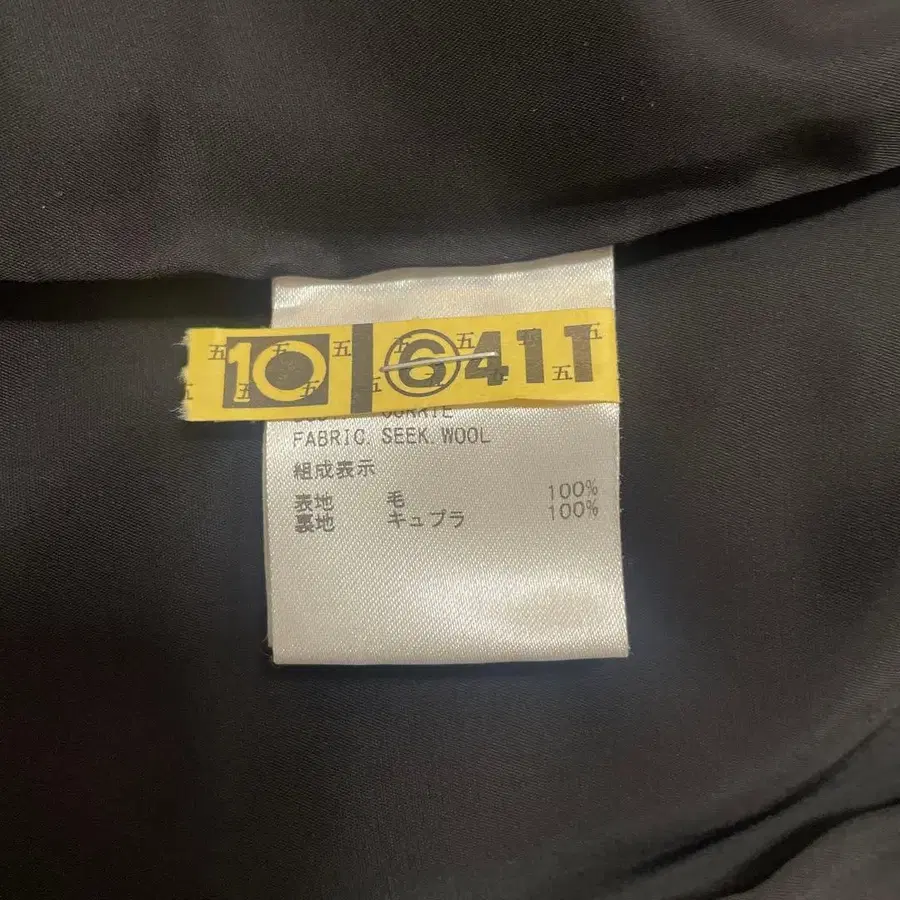 10 ⑥411
FABRIC. SEEK. WOOL
組成表示
表地 毛 100%
裏地 キュプラ 100%